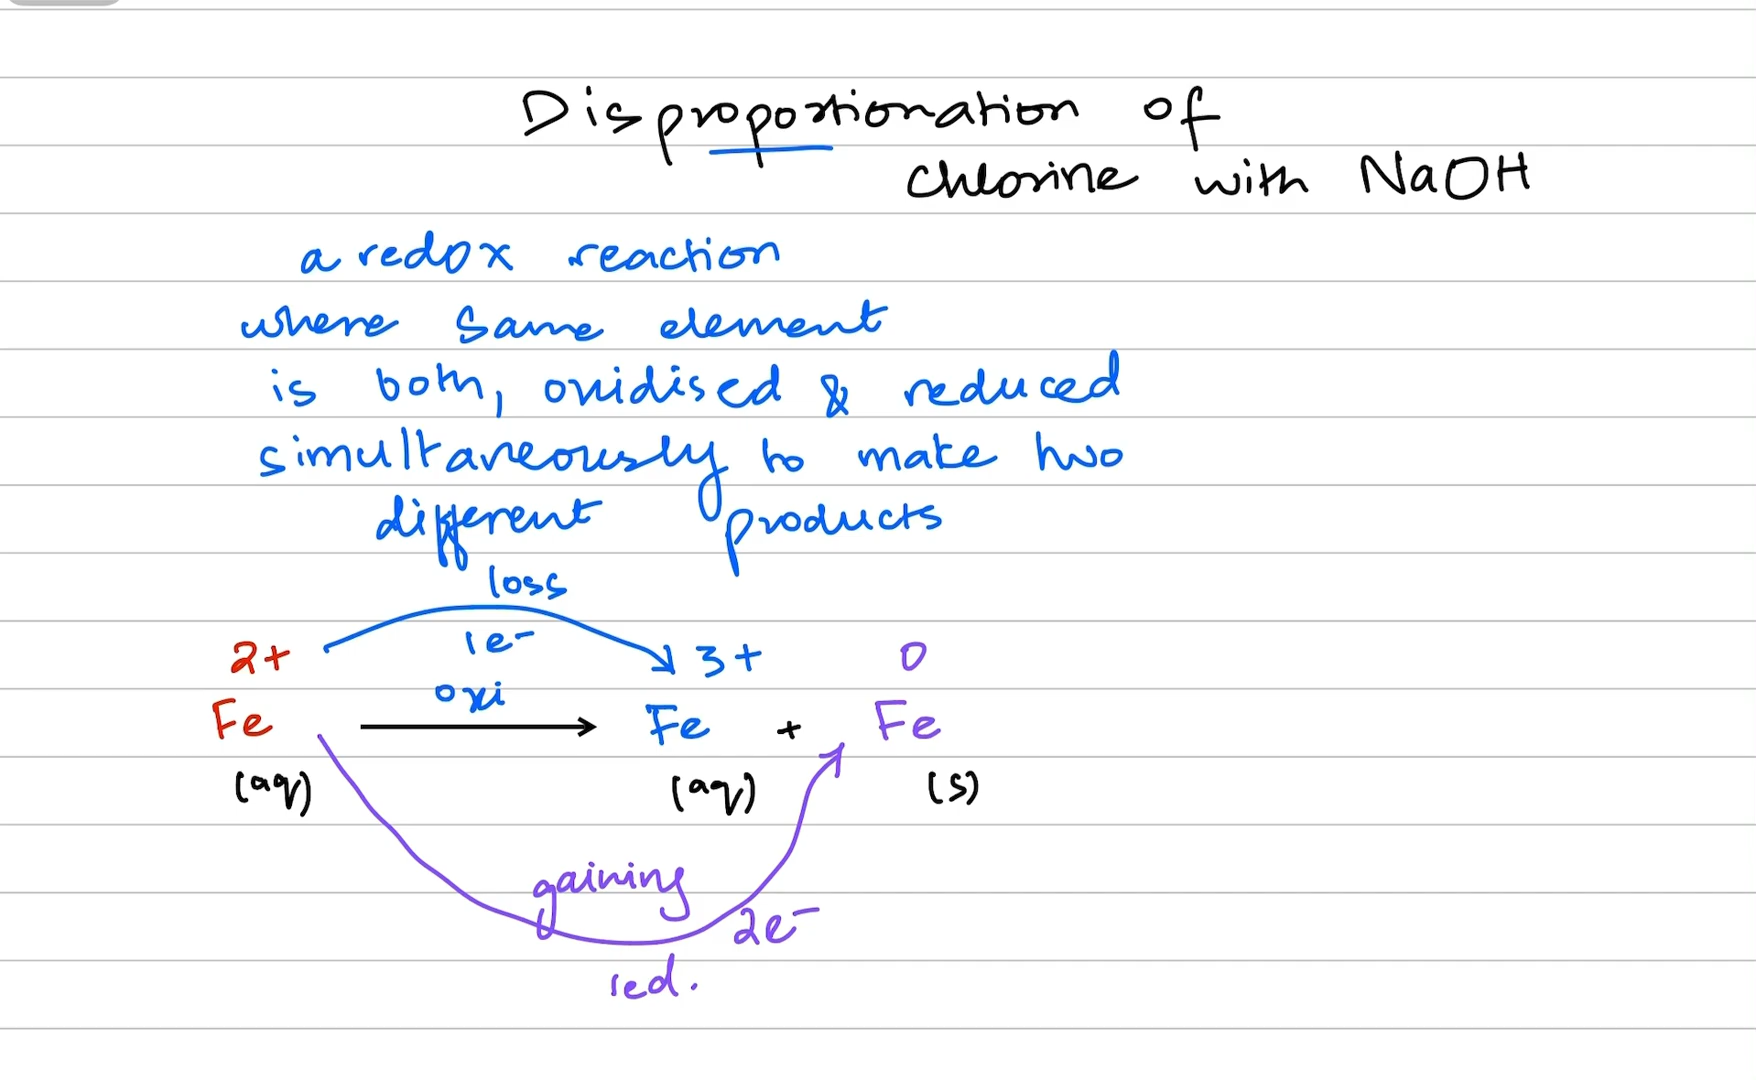 Disproportionation of
chlorine with NaOH
a redox reaction
where same element
is both, oxidised & reduced
simultaneously to make two
different products
loss
2+ 1e- 3+ 0
oxi
Fe → Fe + Fe
(aq) (aq) (s)
gaining
2e-
red.